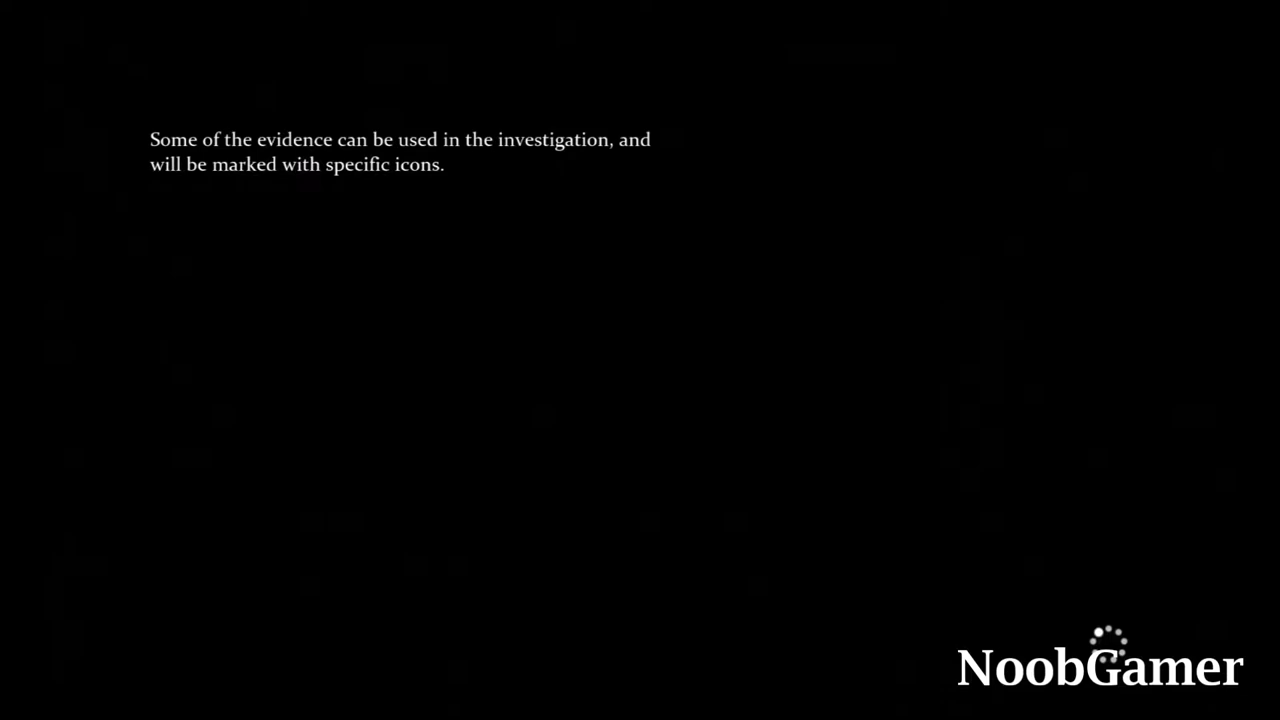 Some of the evidence can be used in the investigation, and
will be marked with specific icons.
NoobGamer